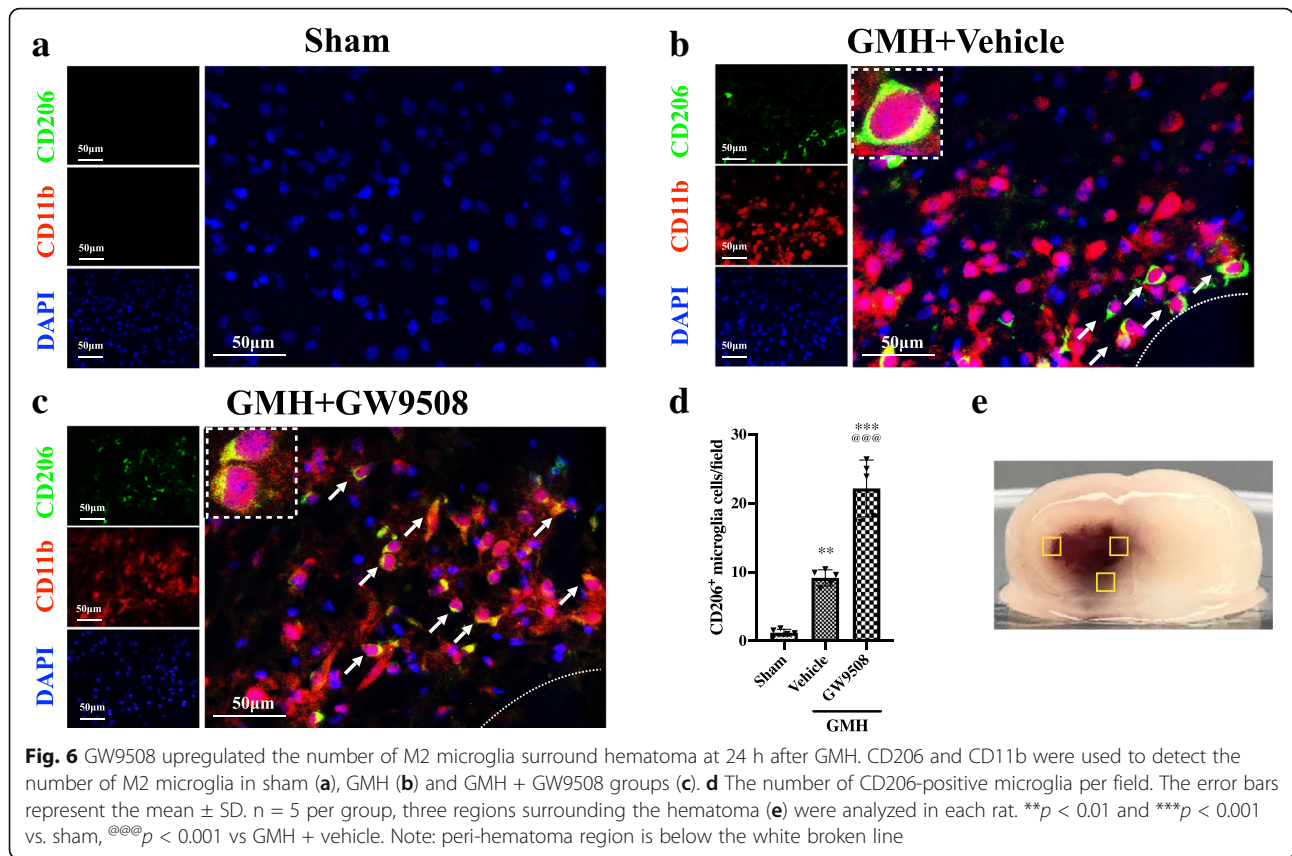 a
Sham
CD206
50μm
CD11b
50μm
DAPI
50μm
50μm
b
GMH+Vehicle
CD206
50μm
CD11b
50μm
DAPI
50μm
50μm
c
GMH+GW9508
CD206
50μm
CD11b
50μm
DAPI
50μm
50μm
d
CD206+ microglia cells/field
30
20
10
0
**
***
@@@
Sham
Vehicle
GW9508
GMH
e
Fig. 6 GW9508 upregulated the number of M2 microglia surround hematoma at 24 h after GMH. CD206 and CD11b were used to detect the
number of M2 microglia in sham (a), GMH (b) and GMH + GW9508 groups (c). d The number of CD206-positive microglia per field. The error bars
represent the mean ± SD. n = 5 per group, three regions surrounding the hematoma (e) were analyzed in each rat. **p < 0.01 and ***p < 0.001
vs. sham, @@@p < 0.001 vs GMH + vehicle. Note: peri-hematoma region is below the white broken line